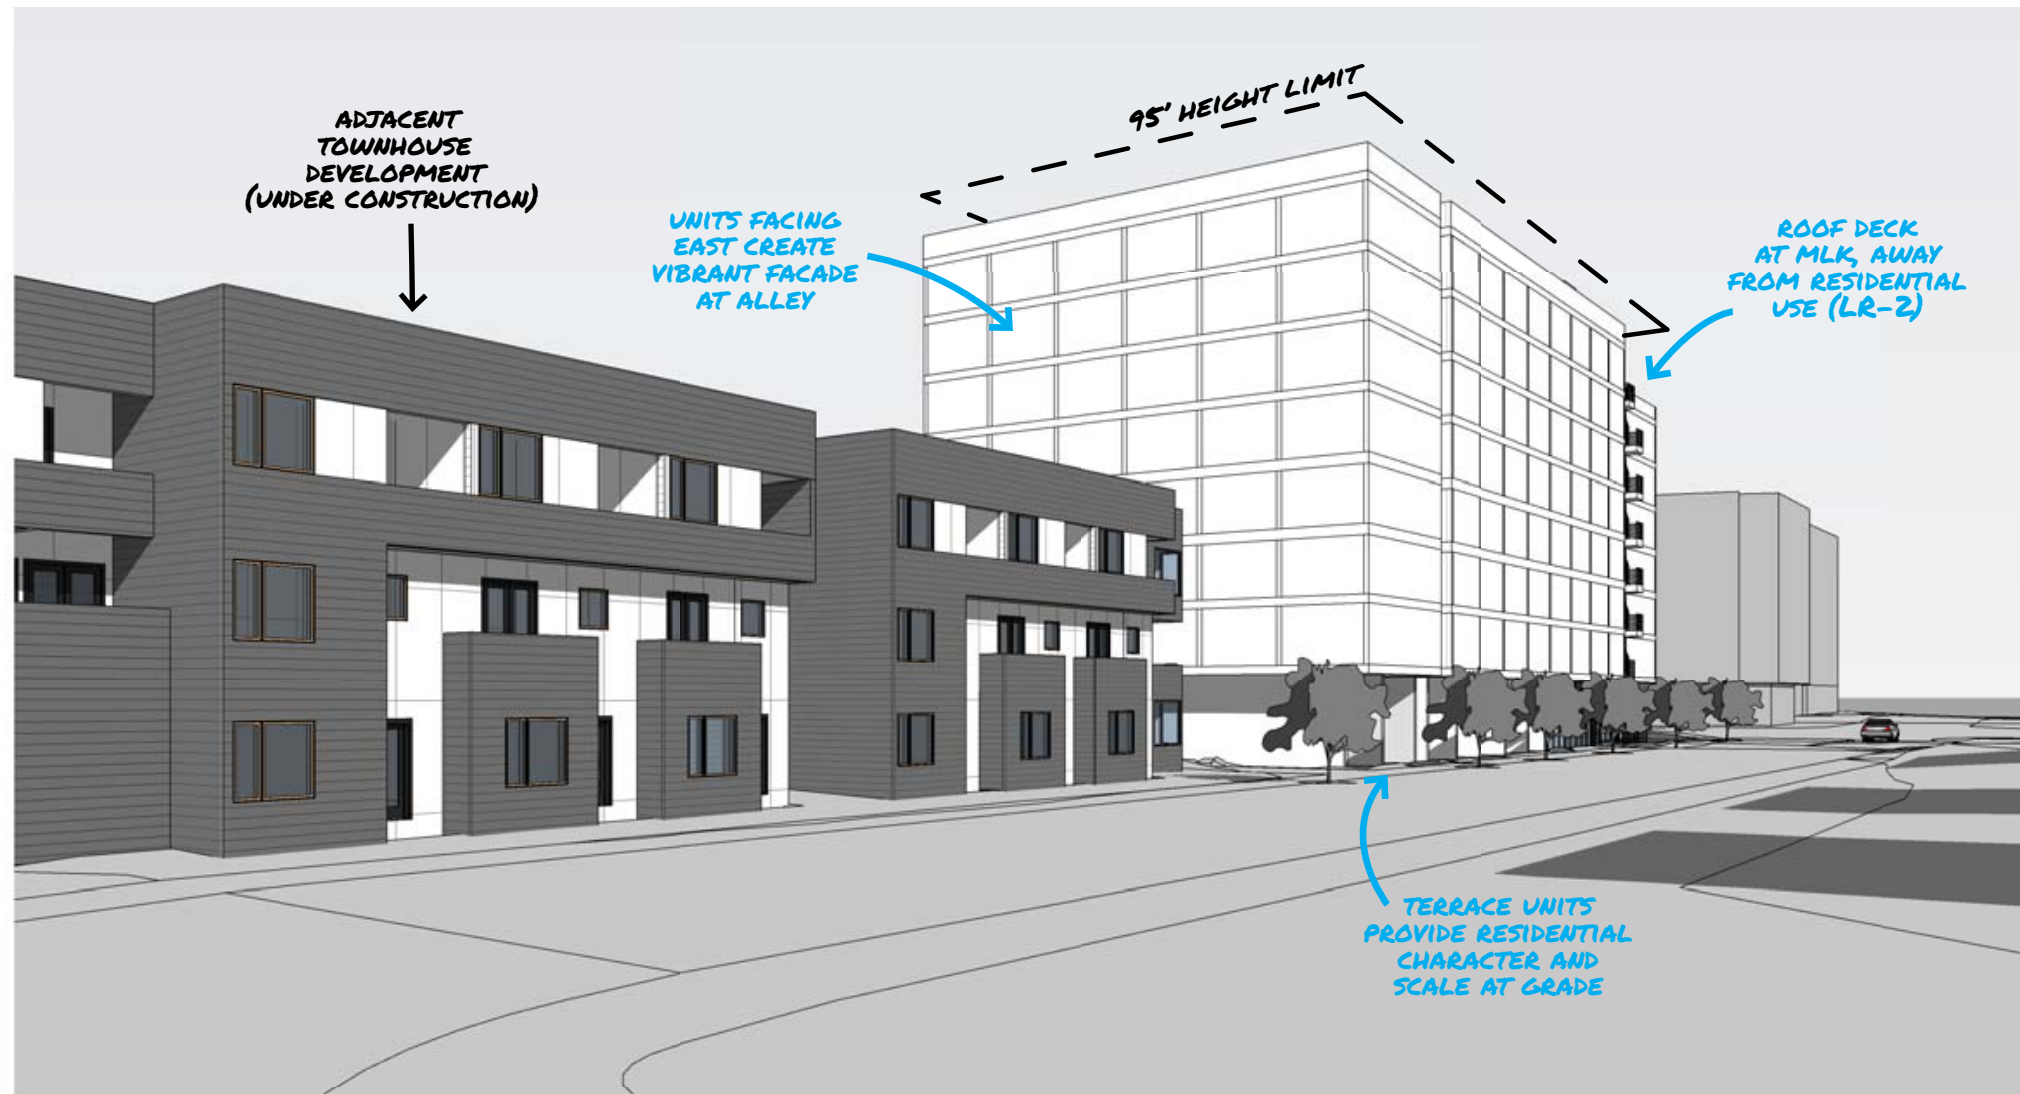 ADJACENT
TOWNHOUSE
DEVELOPMENT
(UNDER CONSTRUCTION)
95' HEIGHT LIMIT
UNITS FACING
EAST CREATE
VIBRANT FACADE
AT ALLEY
ROOF DECK
AT MLK, AWAY
FROM RESIDENTIAL
USE (LR-2)
TERRACE UNITS
PROVIDE RESIDENTIAL
CHARACTER AND
SCALE AT GRADE